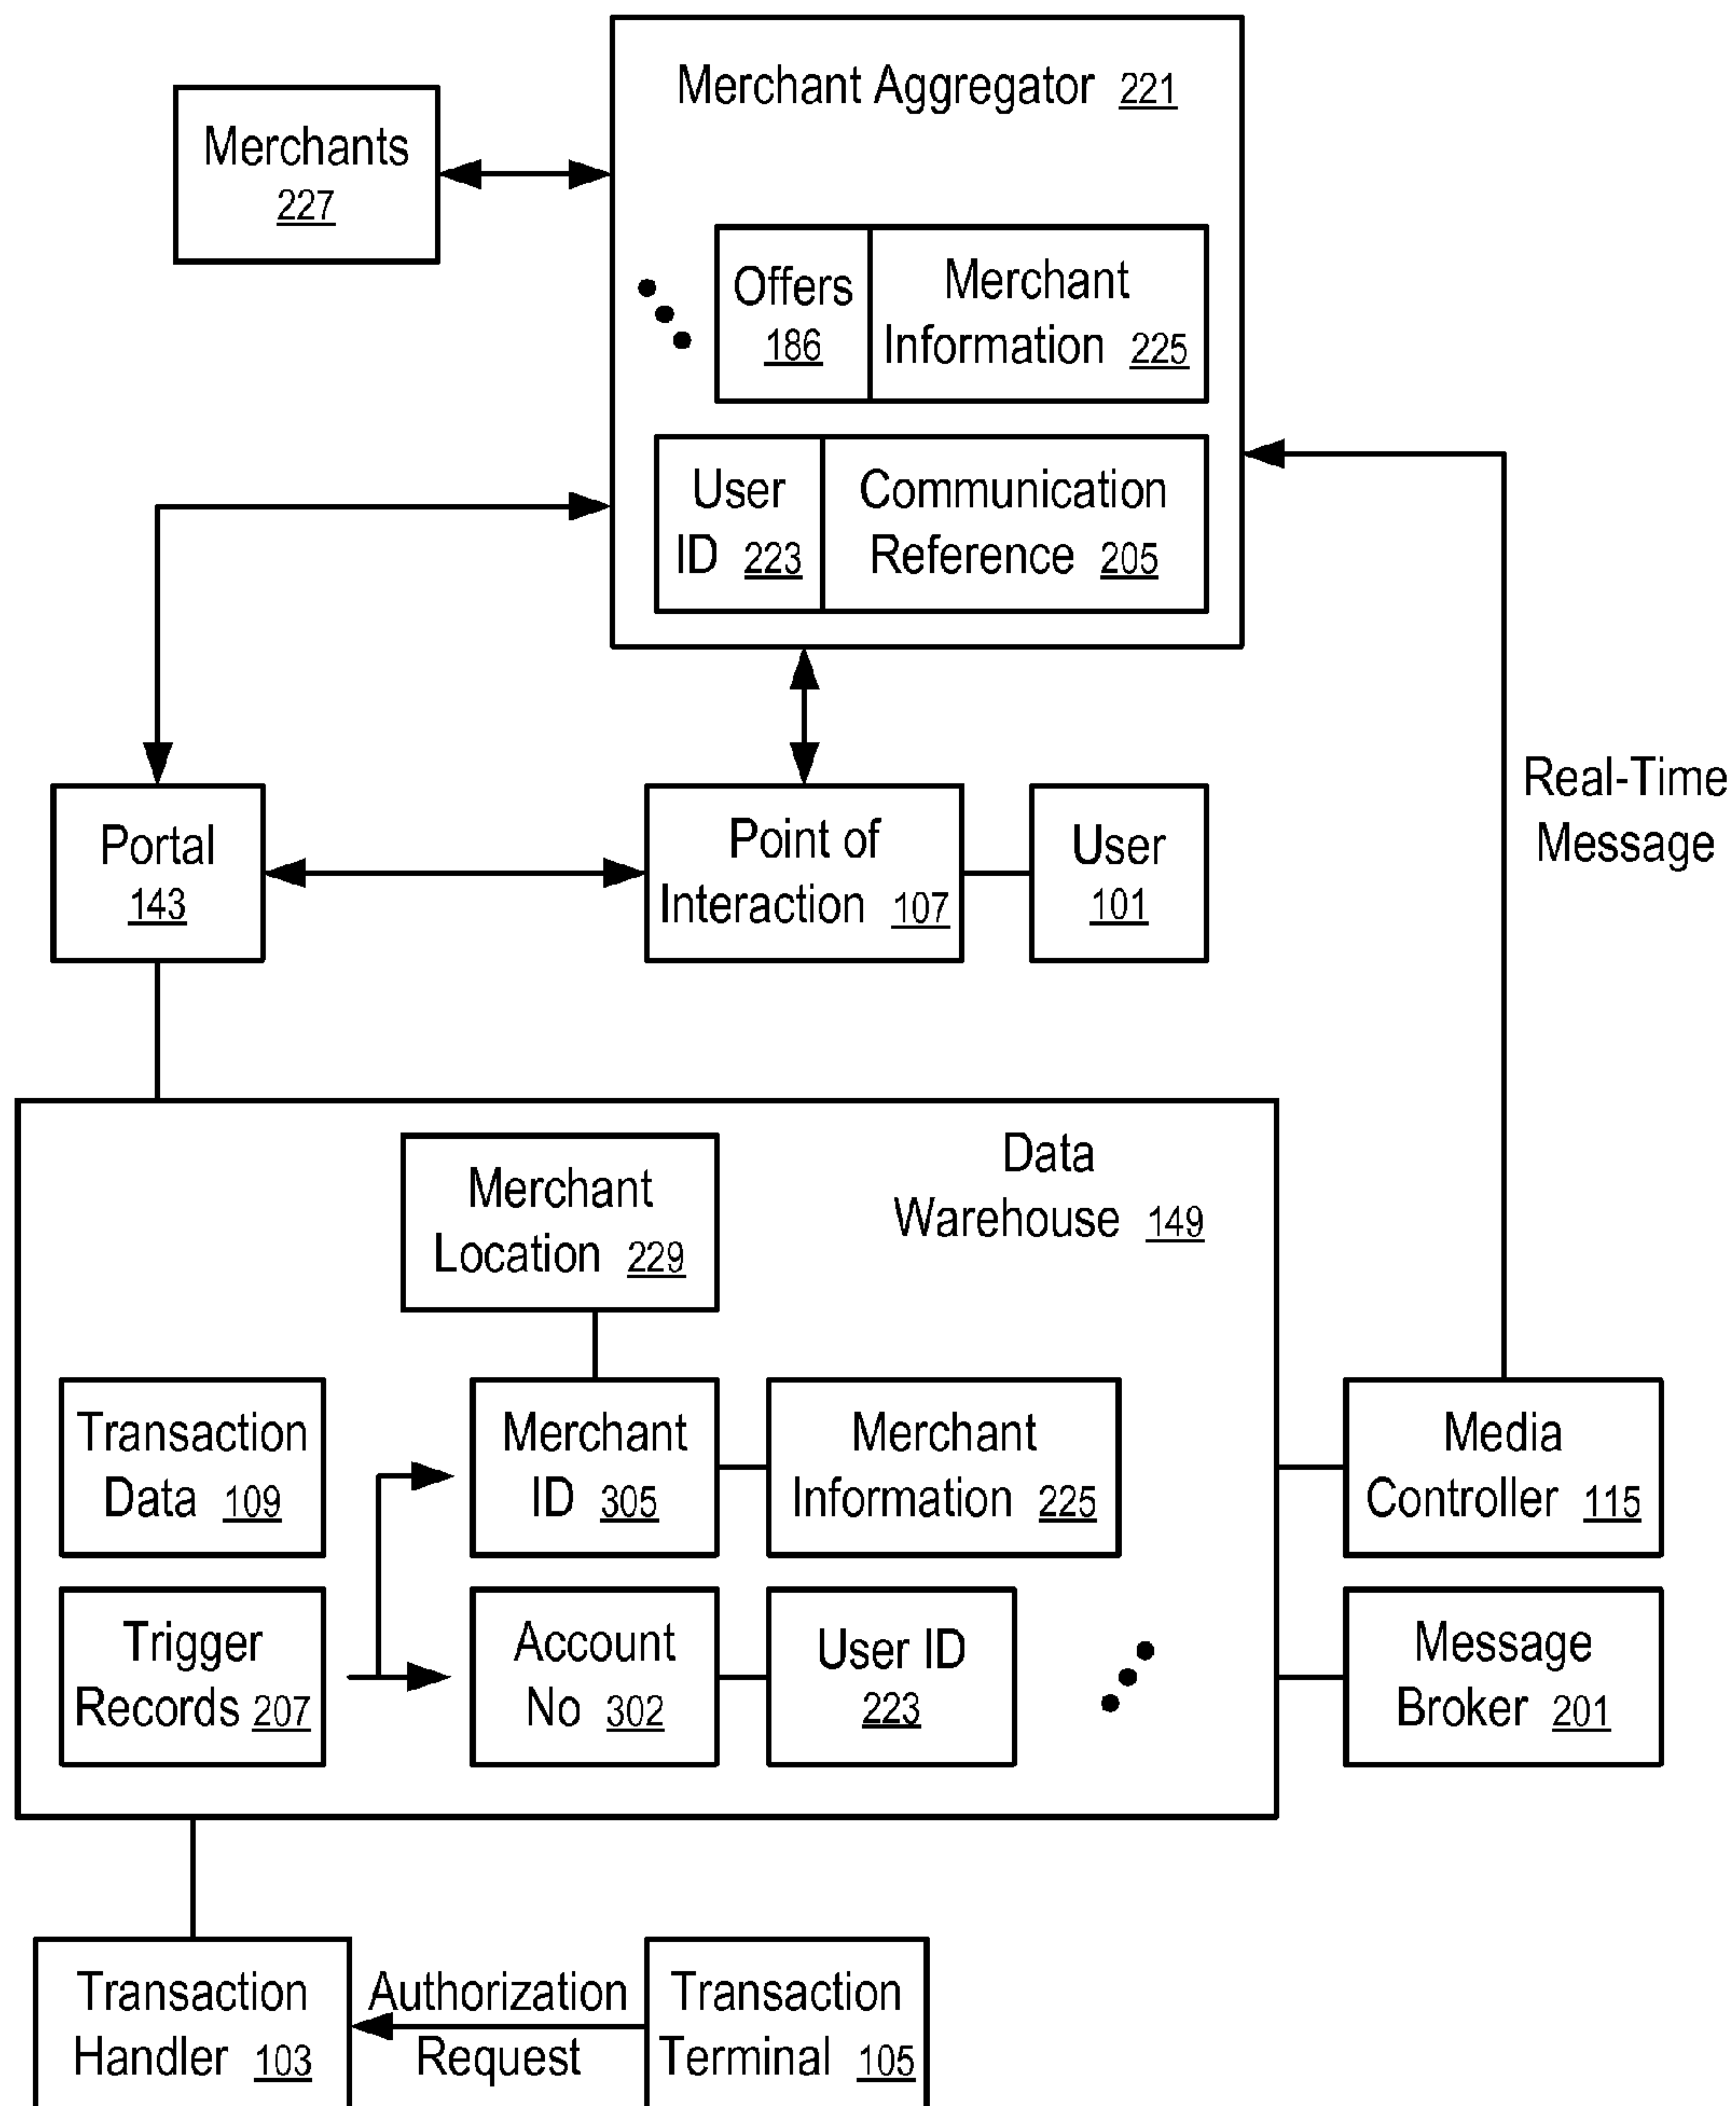 Merchant Aggregator 221
Merchants
227
Offers
186
Merchant
Information 225
User
ID 223
Communication
Reference 205
Real-Time
Message
Portal
143
Point of
Interaction 107
User
101
Data
Warehouse 149
Merchant
Location 229
Transaction
Data 109
Merchant
ID 305
Merchant
Information 225
Media
Controller 115
Trigger
Records 207
Account
No 302
User ID
223
Message
Broker 201
Transaction
Handler 103
Authorization
Request
Transaction
Terminal 105